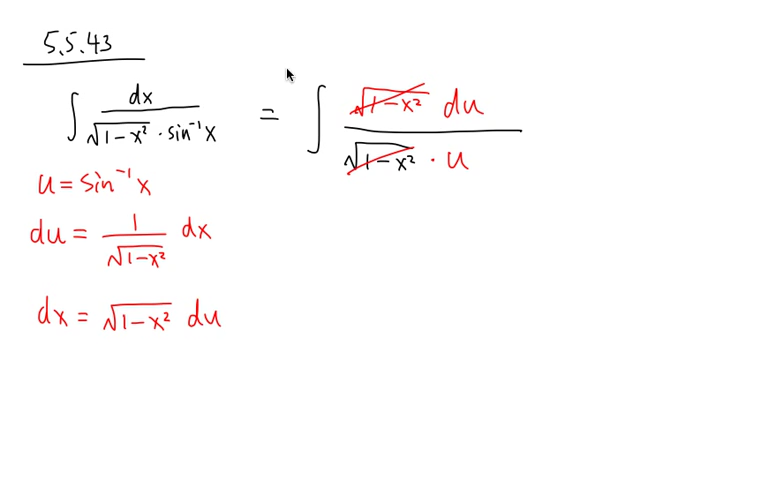 5.5.43
∫ dx / (√(1-x²) · sin⁻¹x) = ∫ √(1-x²) du / (√(1-x²) · u)
u = sin⁻¹x
du = 1/√(1-x²) dx
dx = √(1-x²) du